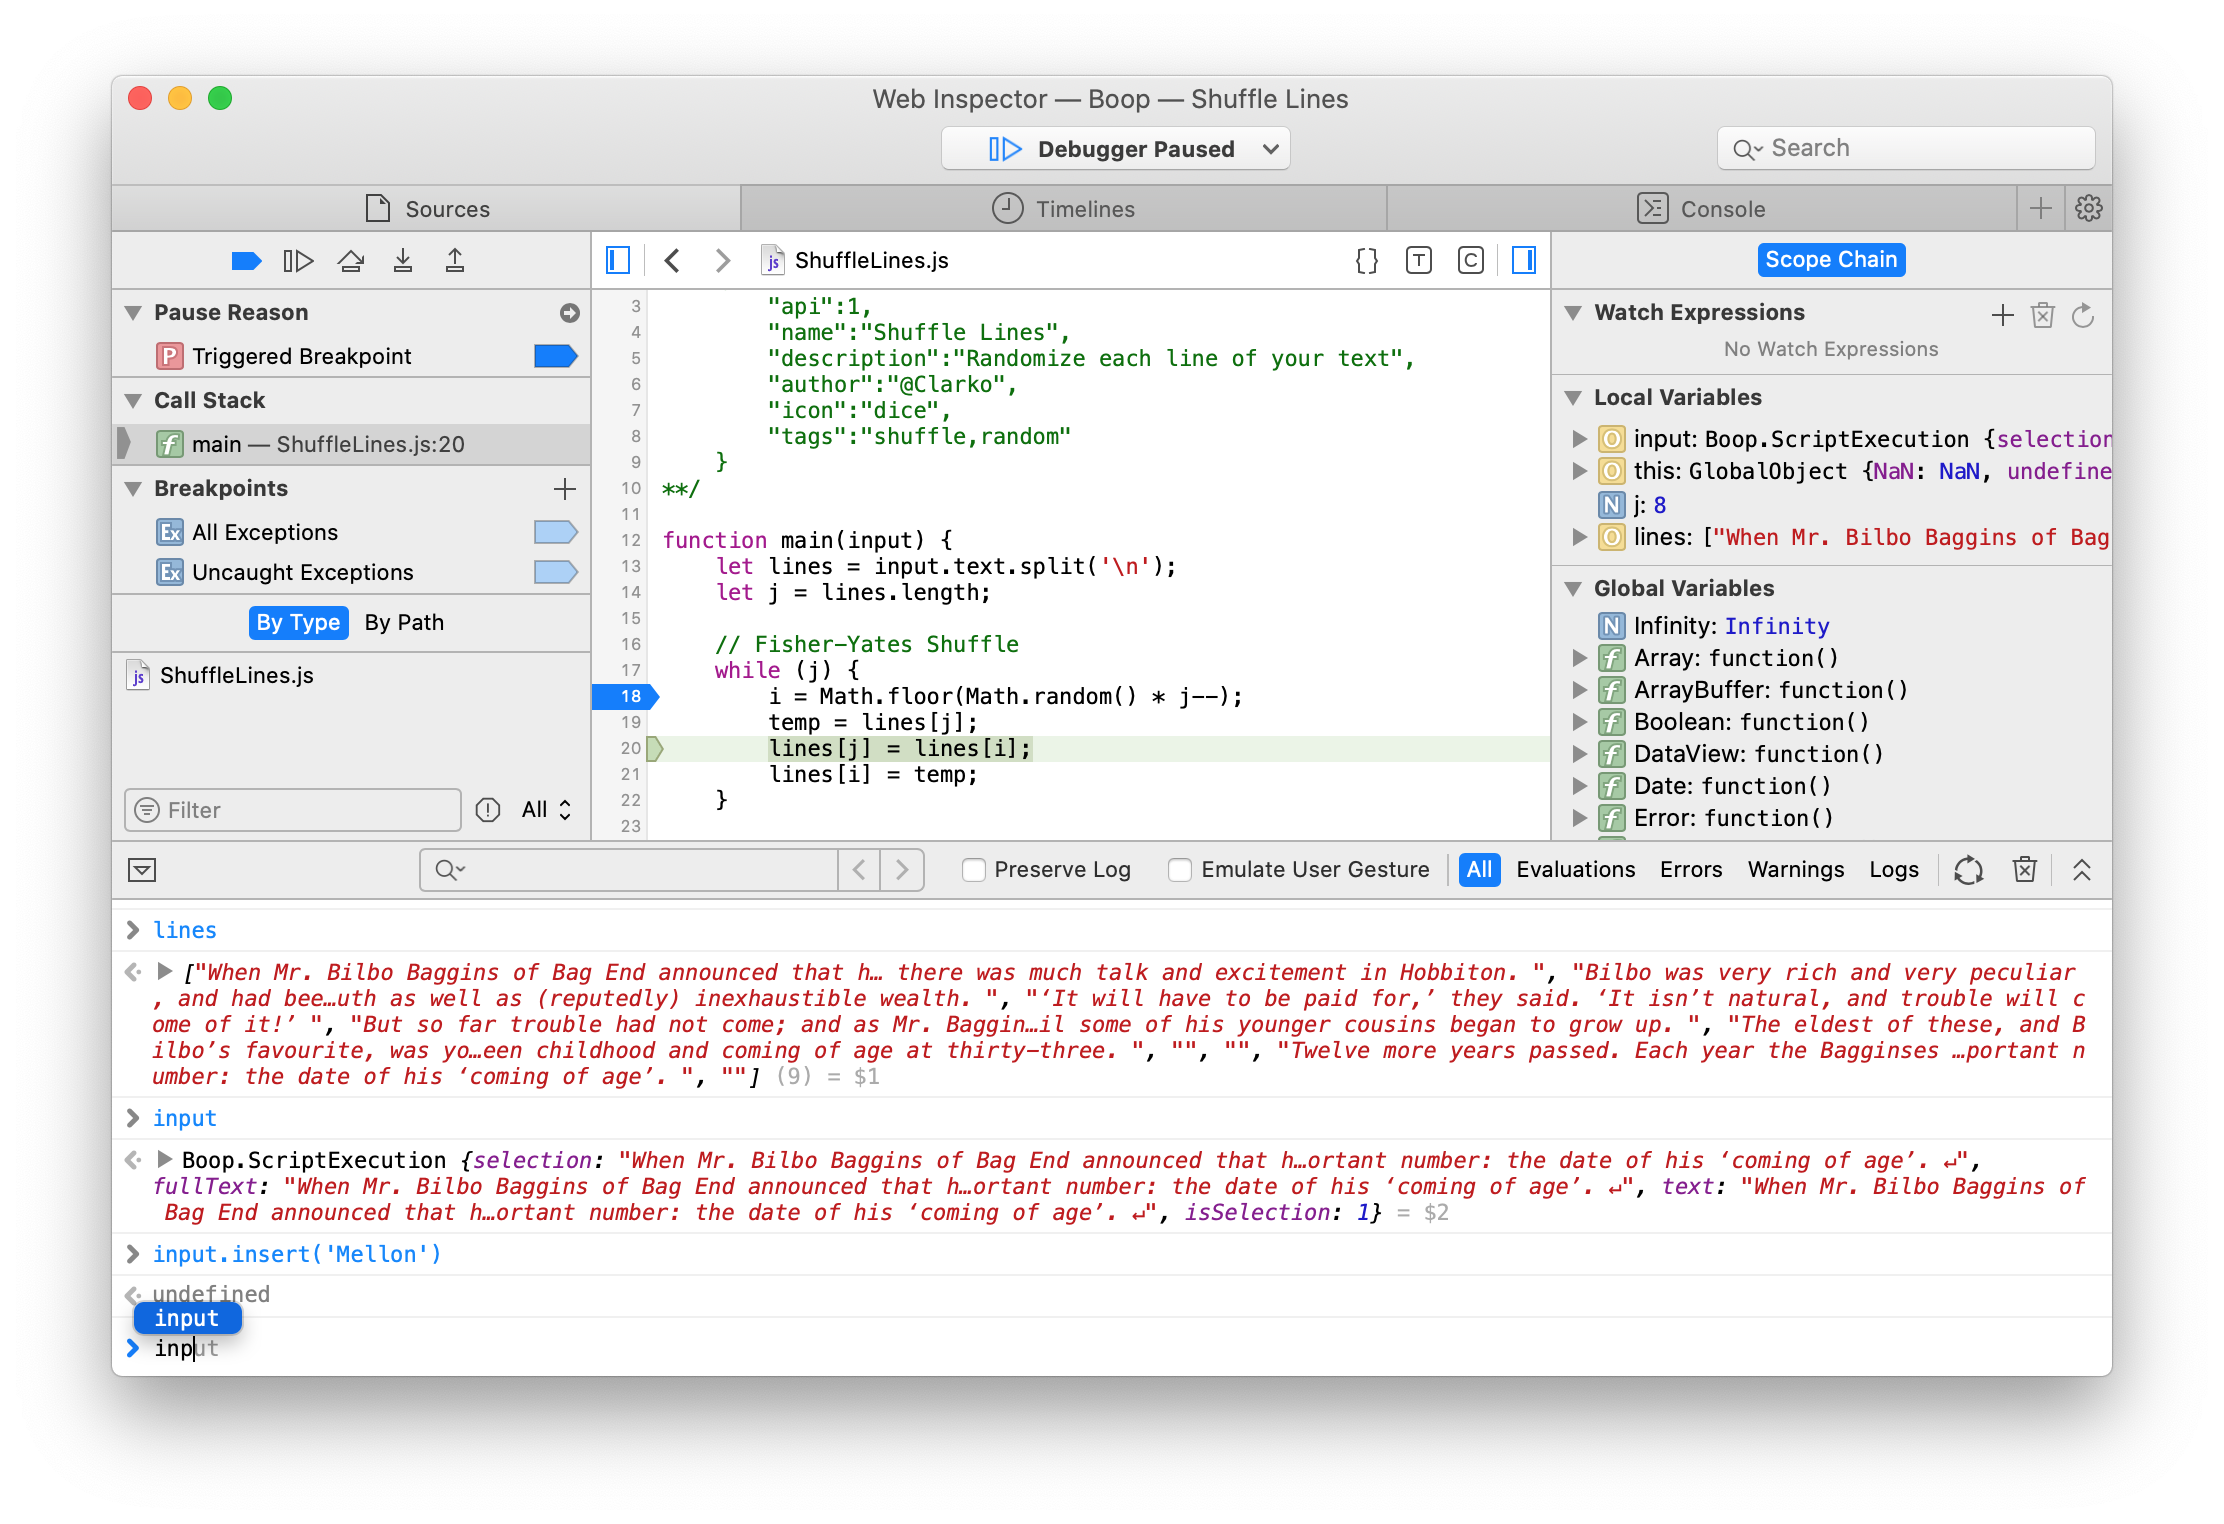 Web Inspector — Boop — Shuffle Lines
Debugger Paused
Search
Sources
Timelines
Console
ShuffleLines.js
T
C
Scope Chain
Pause Reason
P Triggered Breakpoint
Call Stack
f main — ShuffleLines.js:20
Breakpoints
Ex All Exceptions
Ex Uncaught Exceptions
By Type By Path
js ShuffleLines.js
Filter
All
3 "api":1,
4 "name":"Shuffle Lines",
5 "description":"Randomize each line of your text",
6 "author":"@Clarko",
7 "icon":"dice",
8 "tags":"shuffle,random"
9 }
10 **/
11
12 function main(input) {
13 let lines = input.text.split('\n');
14 let j = lines.length;
15
16 // Fisher-Yates Shuffle
17 while (j) {
18 i = Math.floor(Math.random() * j--);
19 temp = lines[j];
20 lines[j] = lines[i];
21 lines[i] = temp;
22 }
23
Watch Expressions
No Watch Expressions
Local Variables
O input: Boop.ScriptExecution {selection
O this: GlobalObject {NaN: NaN, undefine
N j: 8
O lines: ["When Mr. Bilbo Baggins of Bag
Global Variables
N Infinity: Infinity
f Array: function()
f ArrayBuffer: function()
f Boolean: function()
f DataView: function()
f Date: function()
f Error: function()
Preserve Log
Emulate User Gesture
All Evaluations Errors Warnings Logs
lines
["When Mr. Bilbo Baggins of Bag End announced that h… there was much talk and excitement in Hobbiton. ", "Bilbo was very rich and very peculiar
, and had bee…uth as well as (reputedly) inexhaustible wealth. ", "‘It will have to be paid for,’ they said. ‘It isn’t natural, and trouble will c
ome of it!’ ", "But so far trouble had not come; and as Mr. Baggin…il some of his younger cousins began to grow up. ", "The eldest of these, and B
ilbo’s favourite, was yo…een childhood and coming of age at thirty-three. ", "", "", "Twelve more years passed. Each year the Bagginses …portant n
umber: the date of his ‘coming of age’. ", ""] (9) = $1
input
Boop.ScriptExecution {selection: "When Mr. Bilbo Baggins of Bag End announced that h…ortant number: the date of his ‘coming of age’. ↵",
fullText: "When Mr. Bilbo Baggins of Bag End announced that h…ortant number: the date of his ‘coming of age’. ↵", text: "When Mr. Bilbo Baggins of
Bag End announced that h…ortant number: the date of his ‘coming of age’. ↵", isSelection: 1} = $2
input.insert('Mellon')
undefined
input
input